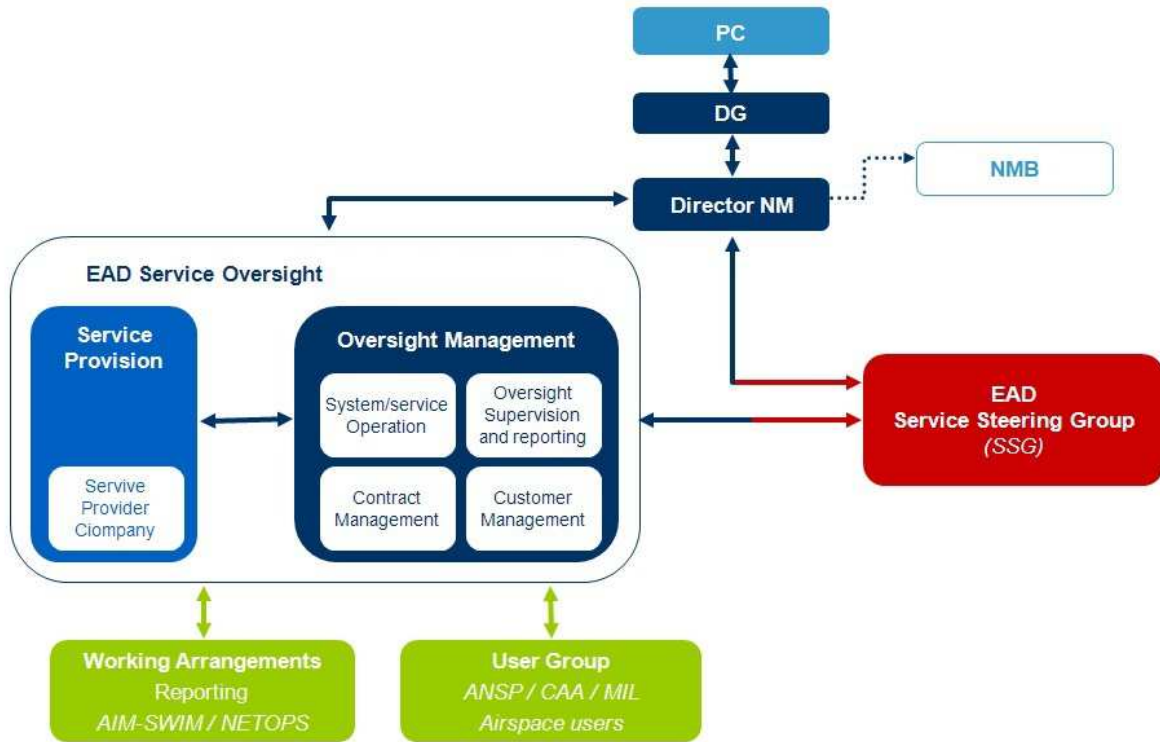 PC
DG
NMB
Director NM
EAD Service Oversight
Service
Provision
Servive
Provider
Ciompany
Oversight Management
System/service
Operation
Oversight
Supervision
and reporting
Contract
Management
Customer
Management
EAD
Service Steering Group
(SSG)
Working Arrangements
Reporting
AIM-SWIM / NETOPS
User Group
ANSP / CAA / MIL
Airspace users